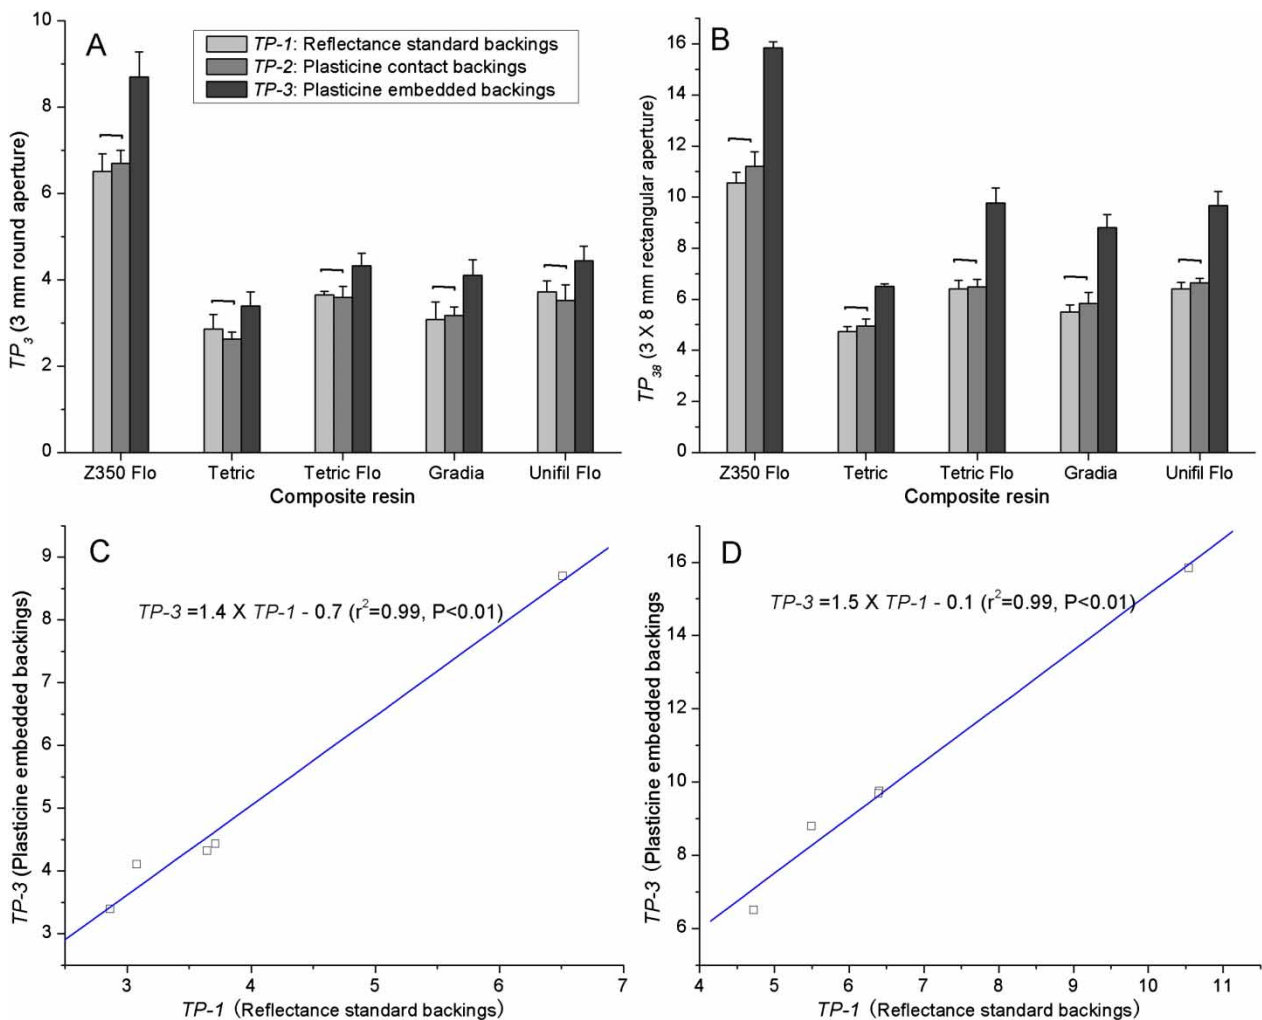 A
TP-1: Reflectance standard backings
TP-2: Plasticine contact backings
TP-3: Plasticine embedded backings
TP3 (3 mm round aperture)
10
8
6
4
2
0
Z350 Flo Tetric Tetric Flo Gradia Unifil Flo
Composite resin
B
TP38 (3 X 8 mm rectangular aperture)
16
14
12
10
8
6
4
2
0
Z350 Flo Tetric Tetric Flo Gradia Unifil Flo
Composite resin
C
TP-3 =1.4 X TP-1 - 0.7 (r²=0.99, P<0.01)
TP-3 (Plasticine embedded backings)
9
8
7
6
5
4
3
3 4 5 6 7
TP-1 (Reflectance standard backings)
D
TP-3 =1.5 X TP-1 - 0.1 (r²=0.99, P<0.01)
TP-3 (Plasticine embedded backings
16
14
12
10
8
6
4 5 6 7 8 9 10 11
TP-1 (Reflectance standard backings)